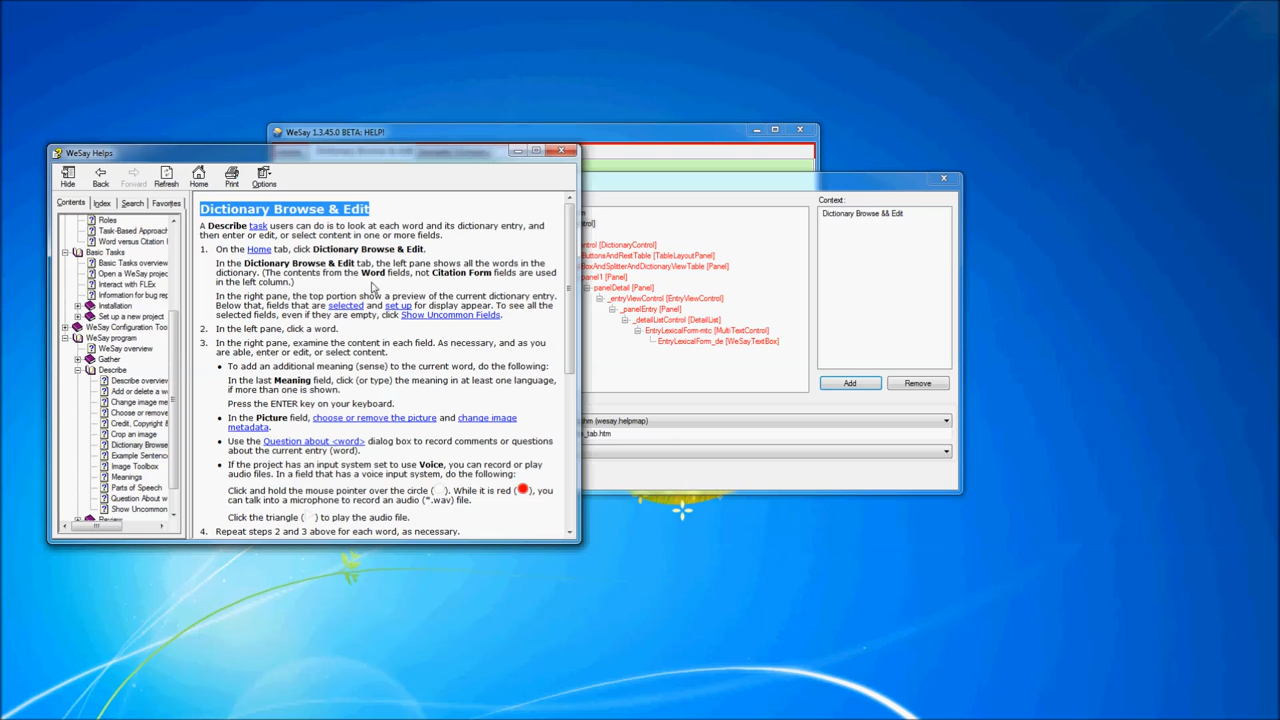 WeSay 1.3.45.0 BETA: HELP!
WeSay Helps
Hide
Back
Forward
Refresh
Home
Print
Options
Contents
Index
Search
Favorites
Roles
Task-Based Approach
Word versus Citation
Basic Tasks
Basic Tasks overview
Open a WeSay project
Interact with FLEx
Information for bug rep
Installation
Set up a new project
WeSay Configuration Too
WeSay program
WeSay overview
Gather
Describe
Describe overview
Add or delete a wo
Change image me
Choose or remove
Credit, Copyright &
Crop an image
Dictionary Browse
Example Sentence
Image Toolbox
Meanings
Parts of Speech
Question About w
Show Uncommon
Review
Dictionary Browse & Edit
A Describe task users can do is to look at each word and its dictionary entry, and
then enter or edit, or select content in one or more fields.
1. On the Home tab, click Dictionary Browse & Edit.
In the Dictionary Browse & Edit tab, the left pane shows all the words in the
dictionary. (The contents from the Word fields, not Citation Form fields are used
in the left column.)
In the right pane, the top portion show a preview of the current dictionary entry.
Below that, fields that are selected and set up for display appear. To see all the
selected fields, even if they are empty, click Show Uncommon Fields.
2. In the left pane, click a word.
3. In the right pane, examine the content in each field. As necessary, and as you
are able, enter or edit, or select content.
• To add an additional meaning (sense) to the current word, do the following:
In the last Meaning field, click (or type) the meaning in at least one language,
if more than one is shown.
Press the ENTER key on your keyboard.
• In the Picture field, choose or remove the picture and change image
metadata.
• Use the Question about <word> dialog box to record comments or questions
about the current entry (word).
• If the project has an input system set to use Voice, you can record or play
audio files. In a field that has a voice input system, do the following:
Click and hold the mouse pointer over the circle ( ). While it is red ( ), you
can talk into a microphone to record an audio (*.wav) file.
Click the triangle ( ) to play the audio file.
4. Repeat steps 2 and 3 above for each word, as necessary.
ntrol]
ntrol [DictionaryControl]
ButtonsAndRestTable [TableLayoutPanel]
BoxAndSplitterAndDictionaryViewTable [Panel]
panel1 [Panel]
panelDetail [Panel]
_entryViewControl [EntryViewControl]
_panelEntry [Panel]
_detailListControl [DetailList]
EntryLexicalForm-mtc [MultiTextControl]
EntryLexicalForm_de [WeSayTextBox]
Context:
Dictionary Browse && Edit
Add
Remove
hm (wesay.helpmap)
_tab.htm